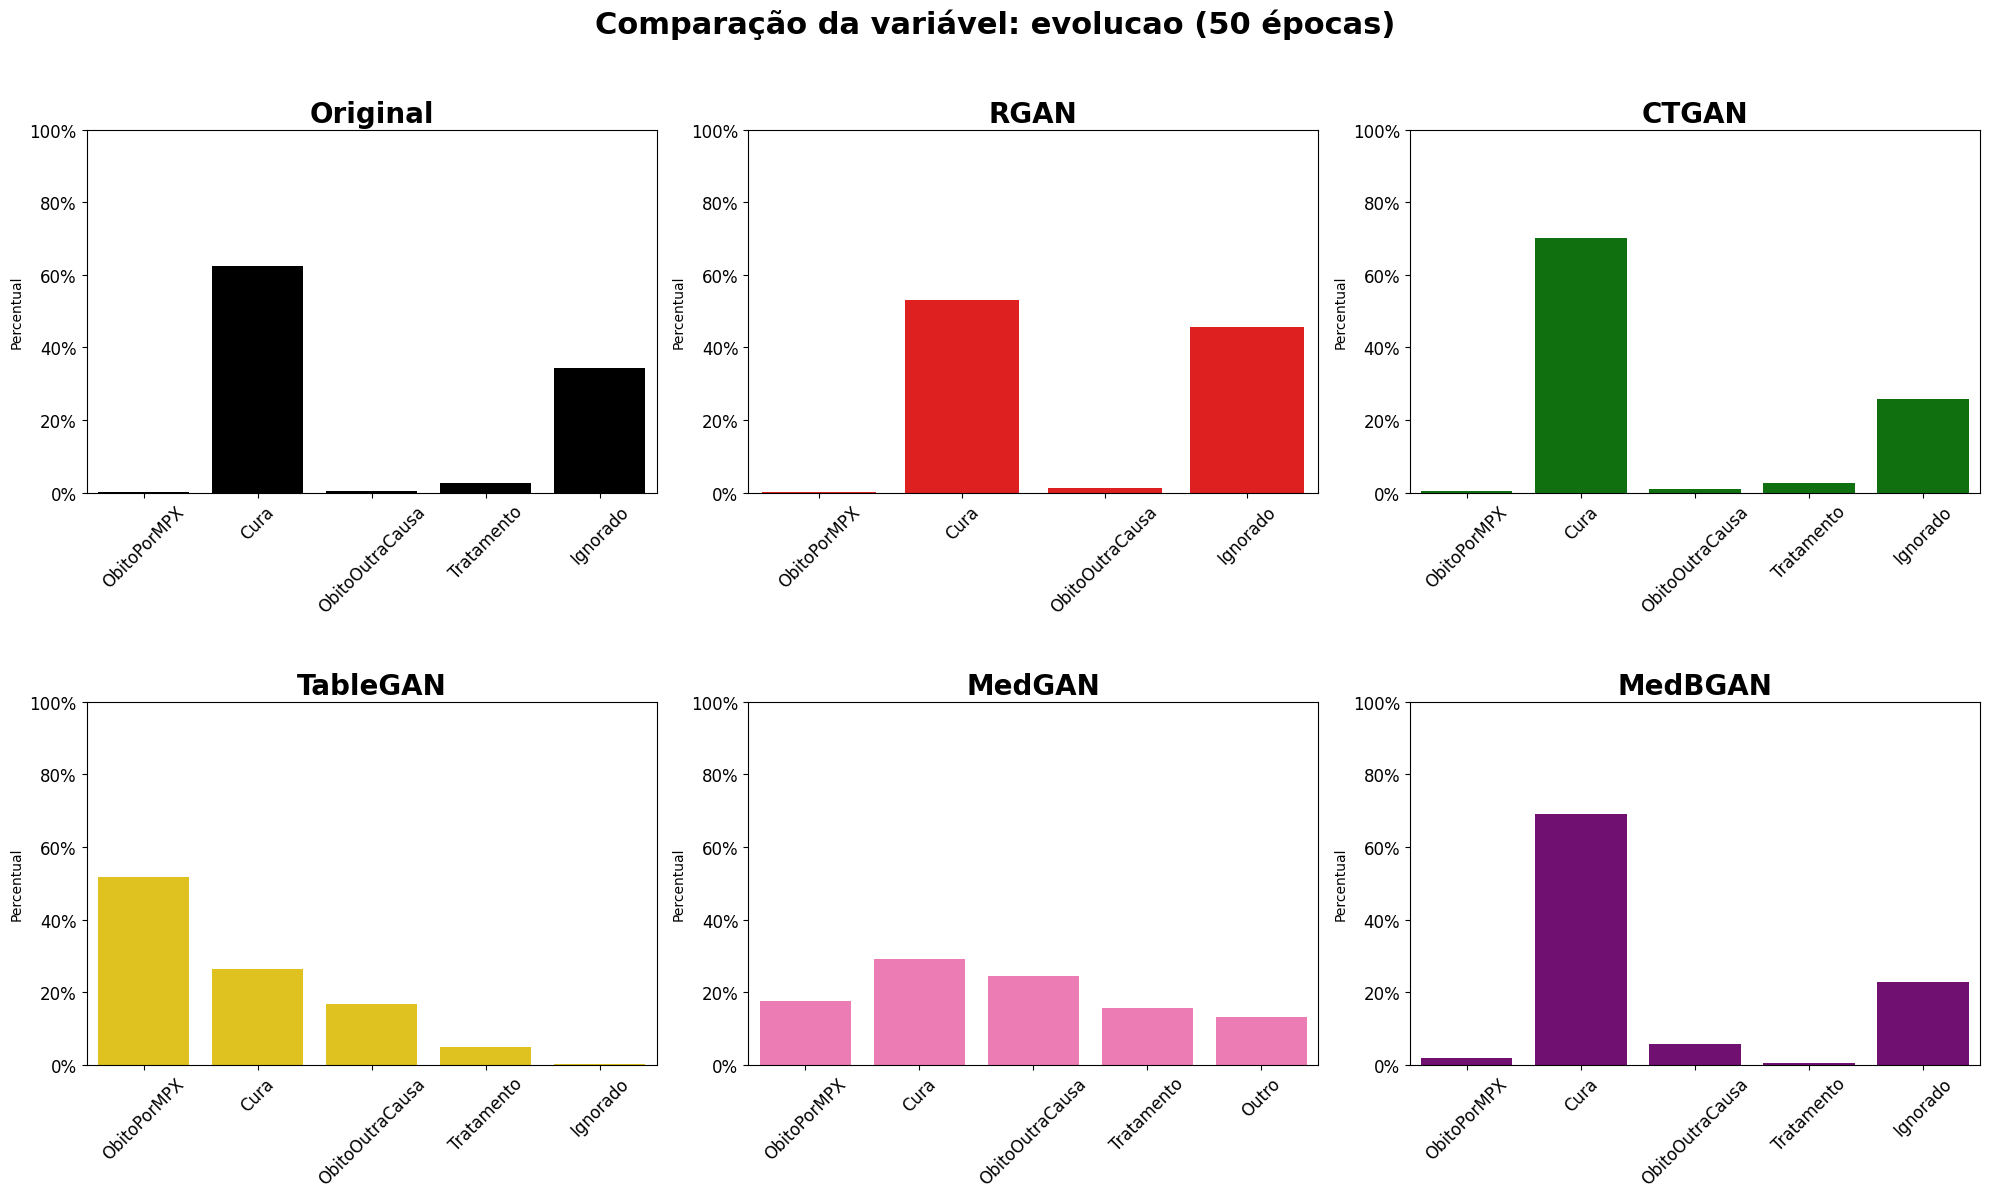 Comparação da variável: evolucao (50 épocas)
Original
100%
80%
60%
40%
20%
0%
Percentual
ObitoPorMPX
Cura
ObitoOutraCausa
Tratamento
Ignorado
RGAN
100%
80%
60%
40%
20%
0%
Percentual
ObitoPorMPX
Cura
ObitoOutraCausa
Ignorado
CTGAN
100%
80%
60%
40%
20%
0%
Percentual
ObitoPorMPX
Cura
ObitoOutraCausa
Tratamento
Ignorado
TableGAN
100%
80%
60%
40%
20%
0%
Percentual
ObitoPorMPX
Cura
ObitoOutraCausa
Tratamento
Ignorado
MedGAN
100%
80%
60%
40%
20%
0%
Percentual
ObitoPorMPX
Cura
ObitoOutraCausa
Tratamento
Outro
MedBGAN
100%
80%
60%
40%
20%
0%
Percentual
ObitoPorMPX
Cura
ObitoOutraCausa
Tratamento
Ignorado